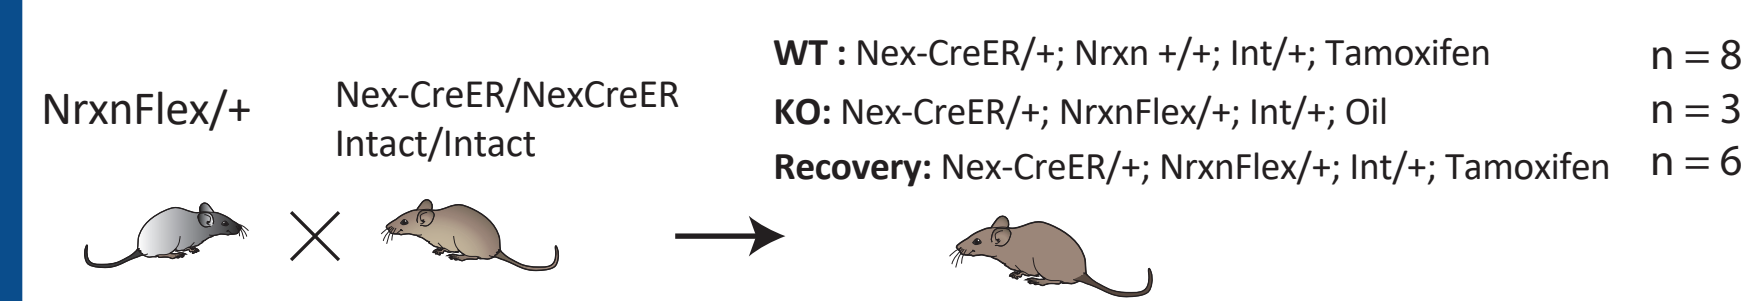 NrxnFlex/+
Nex-CreER/NexCreER
Intact/Intact
WT : Nex-CreER/+; Nrxn +/+; Int/+; Tamoxifen n = 8
KO: Nex-CreER/+; NrxnFlex/+; Int/+; Oil n = 3
Recovery: Nex-CreER/+; NrxnFlex/+; Int/+; Tamoxifen n = 6